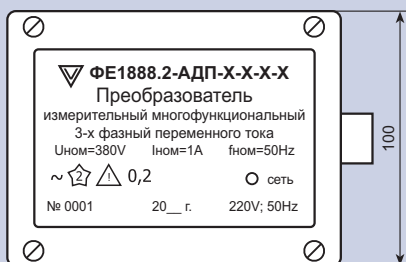 ФЕ1888.2-АДП-Х-Х-Х-Х
Преобразователь
измерительный многофункциональный
3-х фазный переменного тока
Uном=380V Iном=1A fном=50Hz
~ 2 ! 0,2 сеть
№ 0001 20__ г. 220V; 50Hz
100